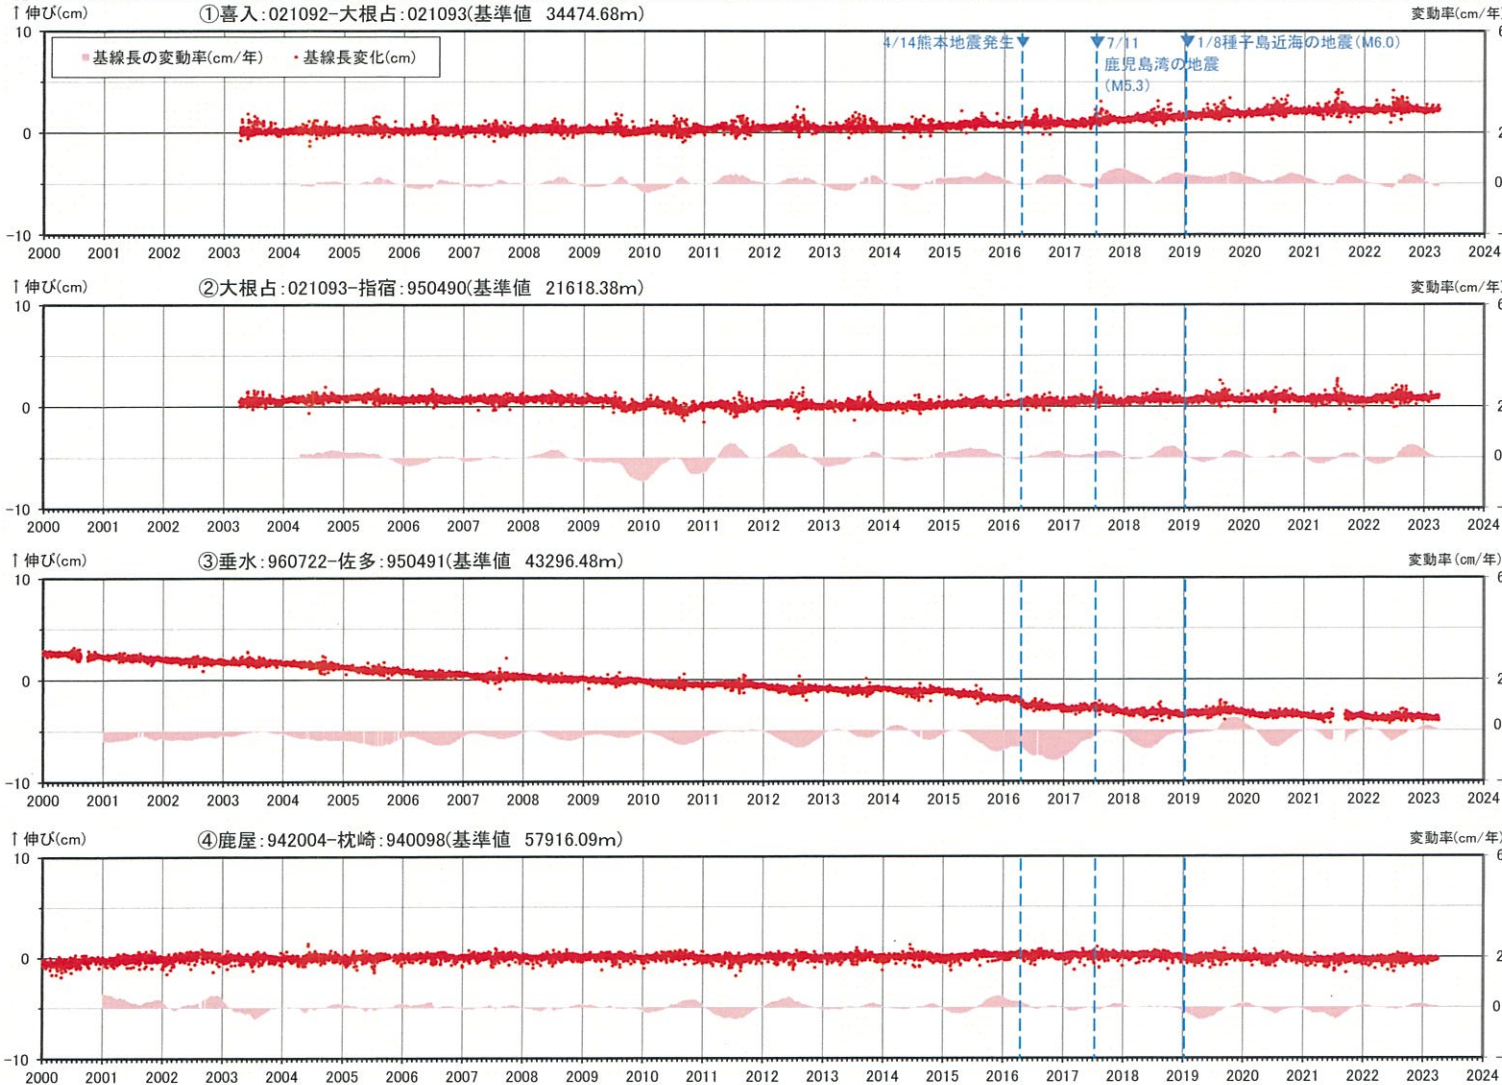 ↑伸び(cm) ①喜入:021092-大根占:021093(基準値 34474.68m) 変動率(cm/年)
10
■基線長の変動率(cm/年) ・基線長変化(cm)
4/14熊本地震発生 7/11 1/8種子島近海の地震(M6.0)
鹿児島湾の地震
(M5.3)
0 2
0
-10
2000 2001 2002 2003 2004 2005 2006 2007 2008 2009 2010 2011 2012 2013 2014 2015 2016 2017 2018 2019 2020 2021 2022 2023 2024
↑伸び(cm) ②大根占:021093-指宿:950490(基準値 21618.38m) 変動率(cm/年)
10 6
0 2
0
-10
2000 2001 2002 2003 2004 2005 2006 2007 2008 2009 2010 2011 2012 2013 2014 2015 2016 2017 2018 2019 2020 2021 2022 2023 2024
↑伸び(cm) ③垂水:960722-佐多:950491(基準値 43296.48m) 変動率(cm/年)
10 6
0 2
0
-10
2000 2001 2002 2003 2004 2005 2006 2007 2008 2009 2010 2011 2012 2013 2014 2015 2016 2017 2018 2019 2020 2021 2022 2023 2024
↑伸び(cm) ④鹿屋:942004-枕崎:940098(基準値 57916.09m) 変動率(cm/年)
10 6
0 2
0
-10
2000 2001 2002 2003 2004 2005 2006 2007 2008 2009 2010 2011 2012 2013 2014 2015 2016 2017 2018 2019 2020 2021 2022 2023 2024